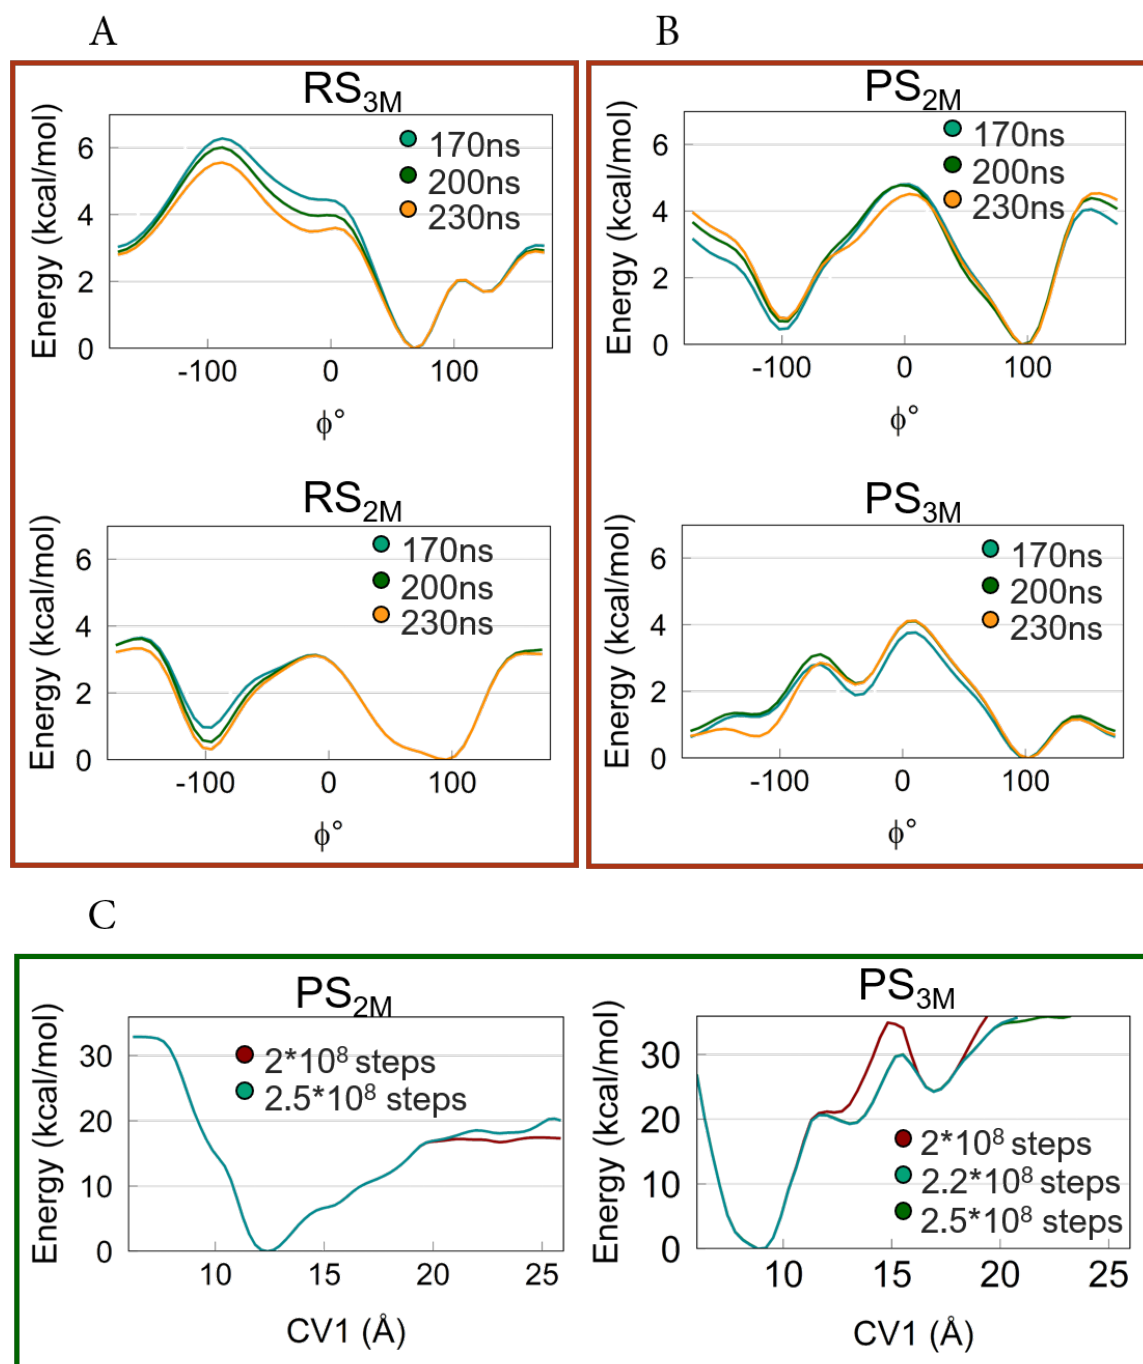 A
B
RS3M
Energy (kcal/mol)
6
4
2
0
170ns
200ns
230ns
-100
0
100
ϕ°
PS2M
Energy (kcal/mol)
6
4
2
0
170ns
200ns
230ns
-100
0
100
ϕ°
RS2M
Energy (kcal/mol)
6
4
2
0
170ns
200ns
230ns
-100
0
100
ϕ°
PS3M
Energy (kcal/mol)
6
4
2
0
170ns
200ns
230ns
-100
0
100
ϕ°
C
PS2M
Energy (kcal/mol)
30
20
10
0
2*10⁸ steps
2.5*10⁸ steps
10
15
20
25
CV1 (Å)
PS3M
Energy (kcal/mol)
30
20
10
0
2*10⁸ steps
2.2*10⁸ steps
2.5*10⁸ steps
10
15
20
25
CV1 (Å)